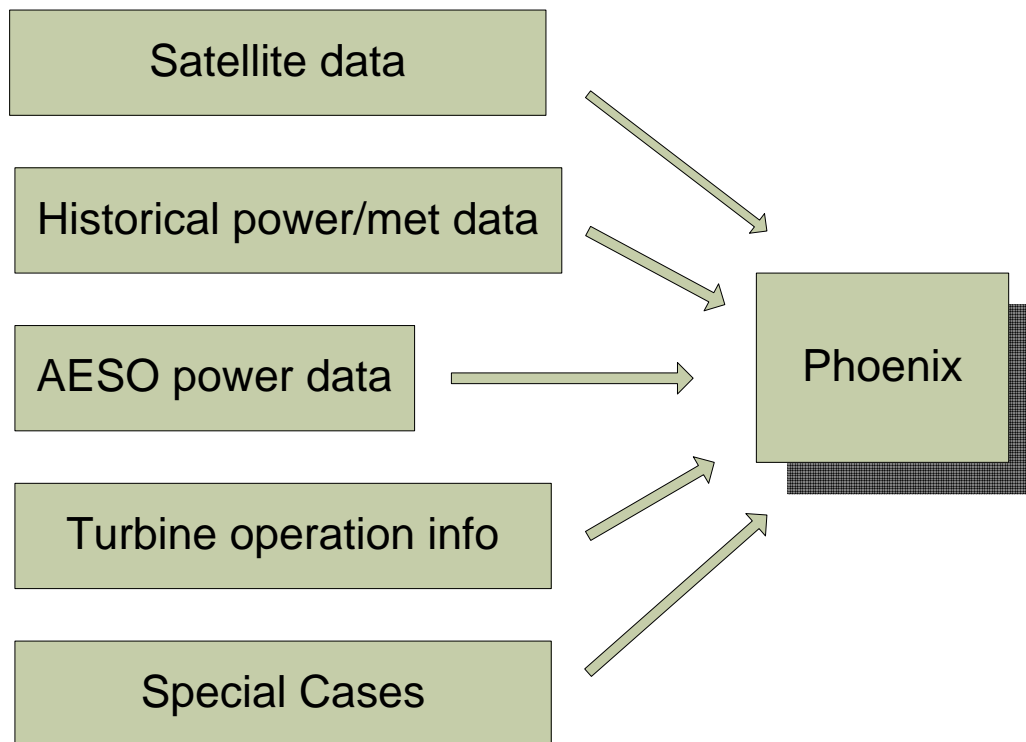 Satellite data
Historical power/met data
AESO power data
Phoenix
Turbine operation info
Special Cases